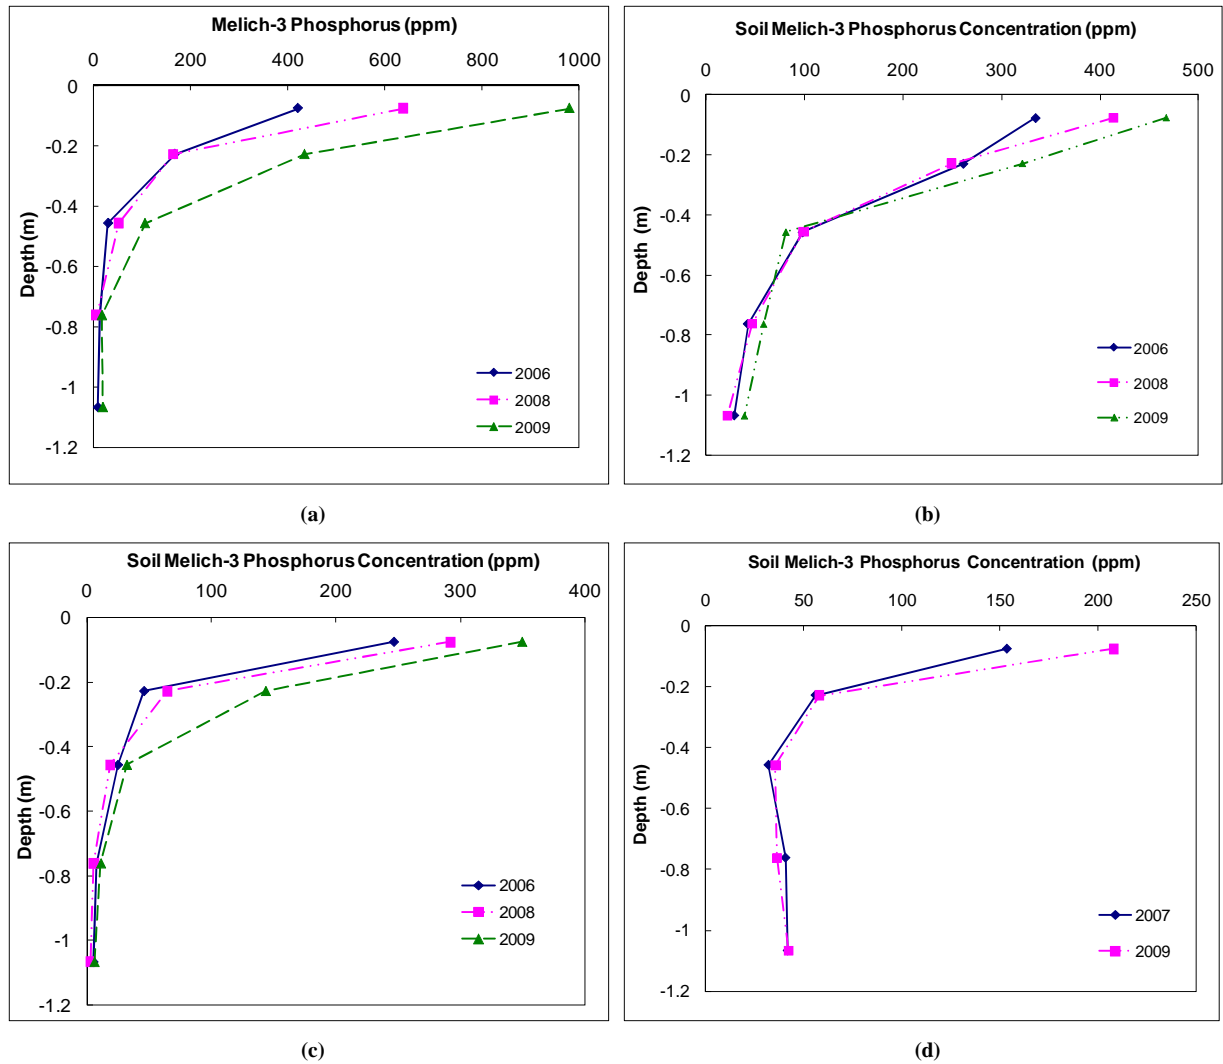 Melich-3 Phosphorus (ppm)
0 200 400 600 800 1000
0
-0.2
-0.4
-0.6
-0.8
-1
-1.2
Depth (m)
2006
2008
2009
(a)
Soil Melich-3 Phosphorus Concentration (ppm)
0 100 200 300 400 500
0
-0.2
-0.4
-0.6
-0.8
-1
-1.2
Depth (m)
2006
2008
2009
(b)
Soil Melich-3 Phosphorus Concentration (ppm)
0 100 200 300 400
0
-0.2
-0.4
-0.6
-0.8
-1
-1.2
Depth (m)
2006
2008
2009
(c)
Soil Melich-3 Phosphorus Concentration (ppm)
0 50 100 150 200 250
0
-0.2
-0.4
-0.6
-0.8
-1
-1.2
Depth (m)
2007
2009
(d)